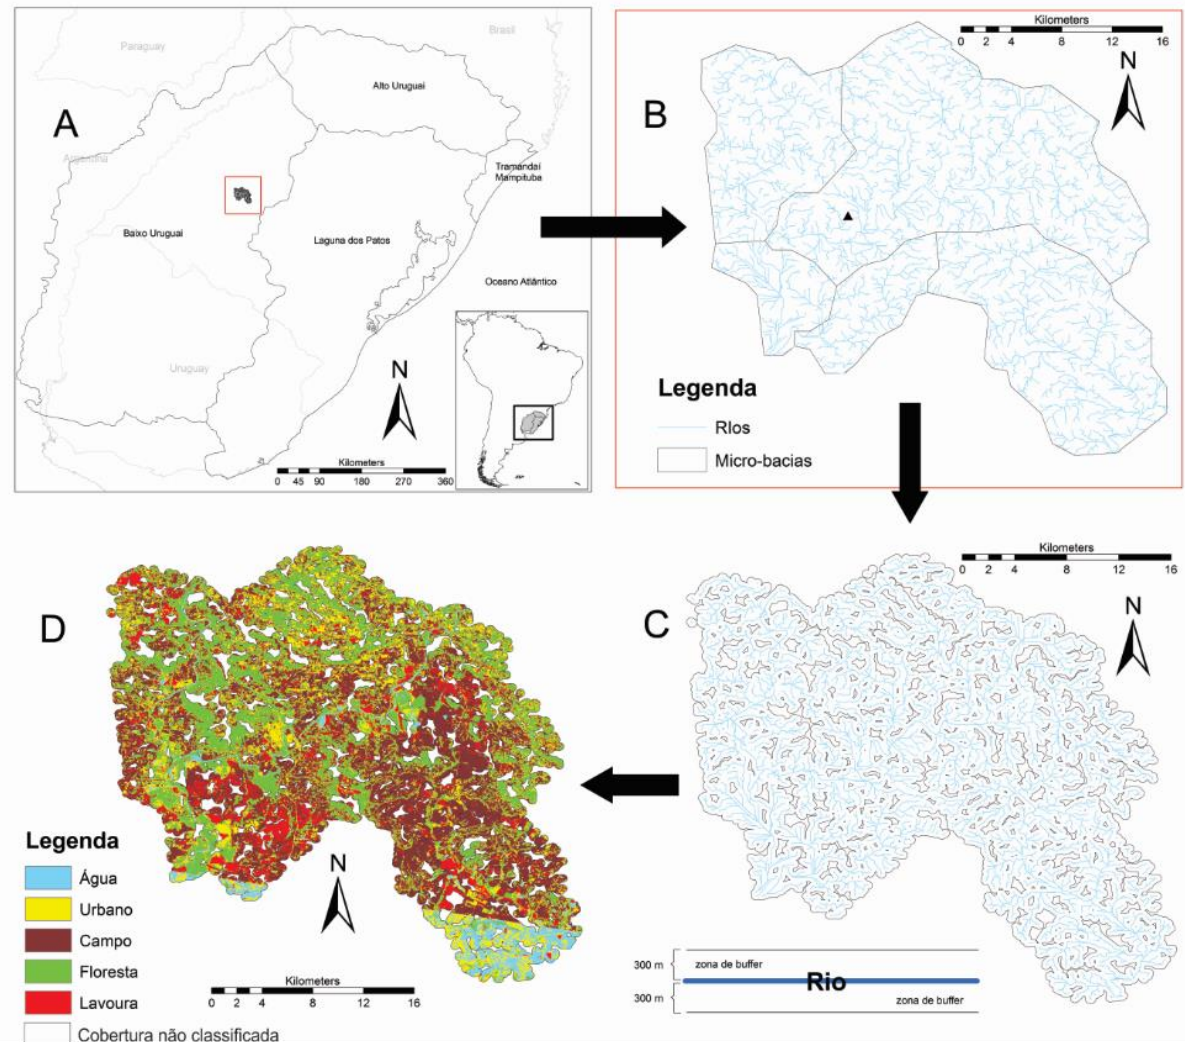 Paraguay
Brasil
Alto Uruguai
A
Argentina
Tramandaí
Mampituba
Baixo Uruguai
Laguna dos Patos
Oceano Atlântico
Uruguay
N
Kilometers
0 45 90 180 270 360
Kilometers
0 2 4 8 12 16
N
B
Legenda
RIos
Micro-bacias
Kilometers
0 2 4 8 12 16
N
C
300 m
zona de buffer
Rio
300 m
zona de buffer
D
Legenda
Água
Urbano
Campo
Floresta
Lavoura
Cobertura não classificada
N
Kilometers
0 2 4 8 12 16